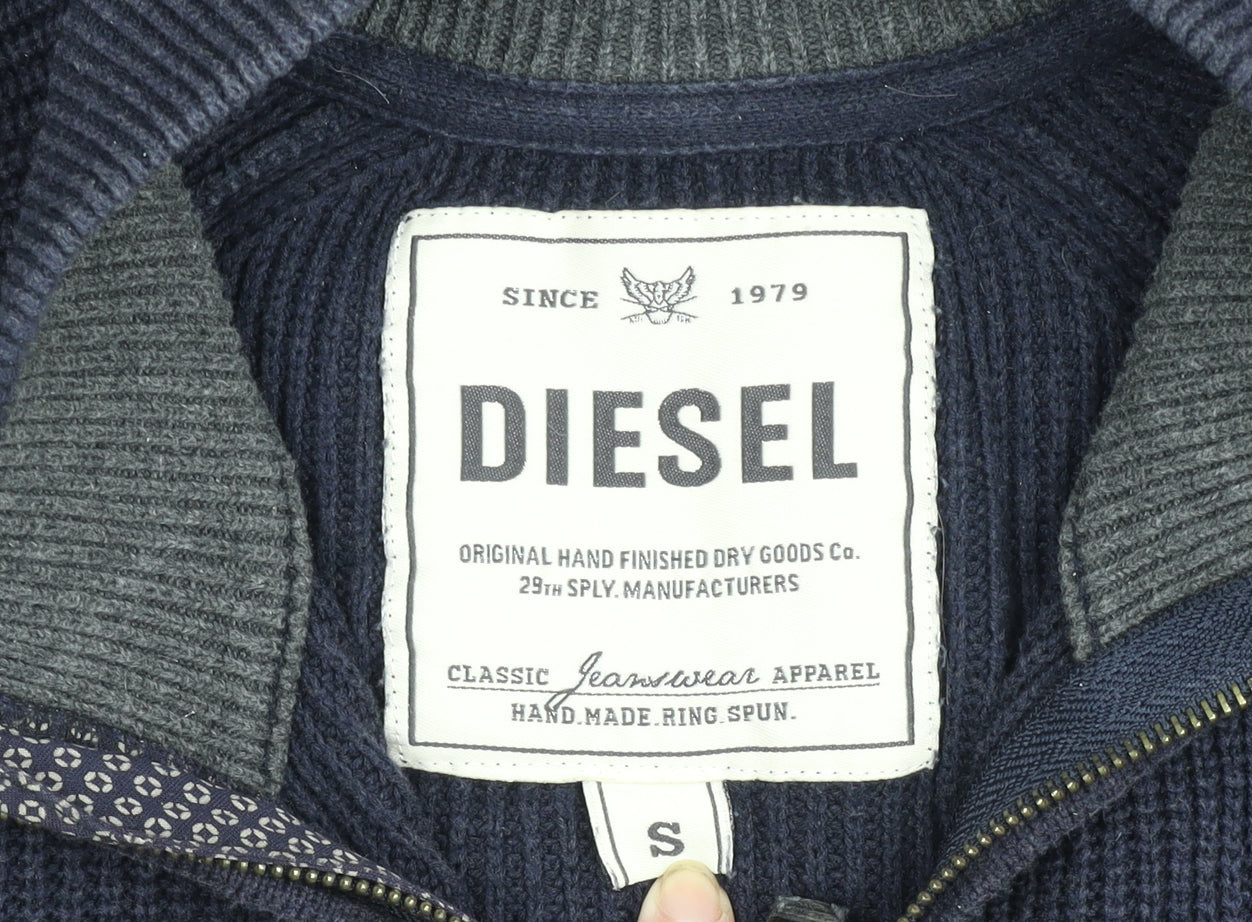 SINCE 1979
DIESEL
ORIGINAL HAND FINISHED DRY GOODS Co.
29TH SPLY. MANUFACTURERS
CLASSIC Jeanswear APPAREL
HAND.MADE.RING.SPUN.
S